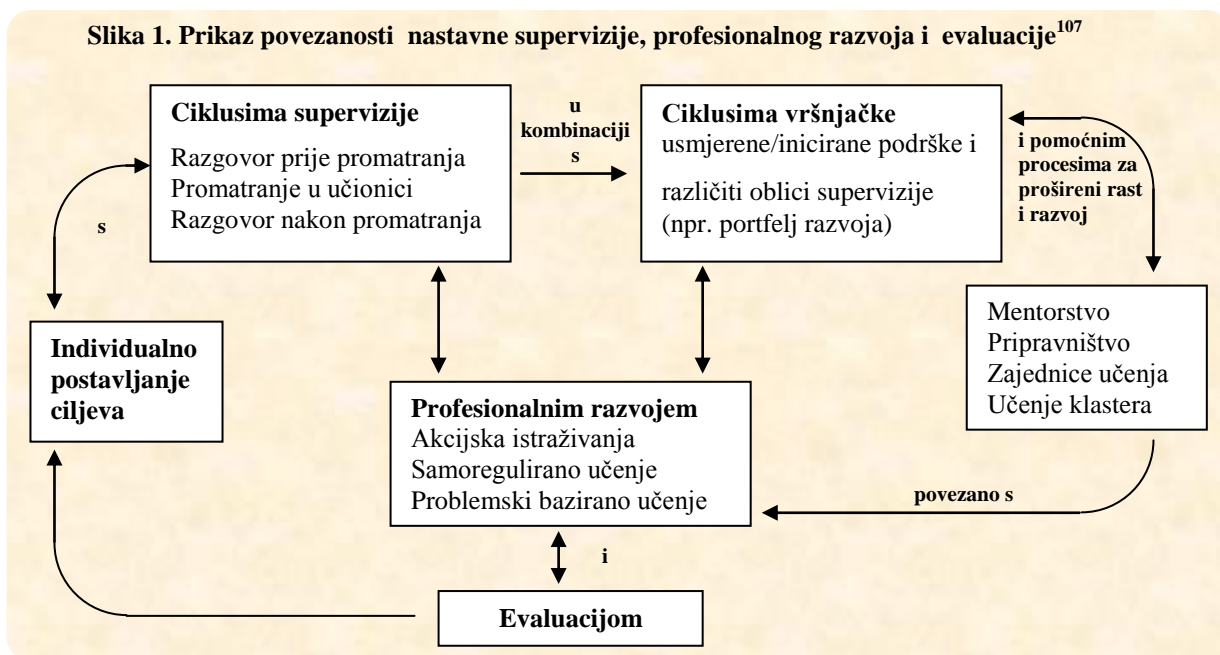 Slika 1. Prikaz povezanosti nastavne supervizije, profesionalnog razvoja i evaluacije107
Ciklusima supervizije
Razgovor prije promatranja
Promatranje u učionici
Razgovor nakon promatranja
u
kombinaciji
s
Ciklusima vršnjačke
usmjerene/inicirane podrške i
različiti oblici supervizije
(npr. portfelj razvoja)
i pomoćnim
procesima za
prošireni rast
i razvoj
s
Individualno
postavljanje
ciljeva
Mentorstvo
Pripravništvo
Zajednice učenja
Učenje klastera
Profesionalnim razvojem
Akcijska istraživanja
Samoregulirano učenje
Problemski bazirano učenje
povezano s
i
Evaluacijom